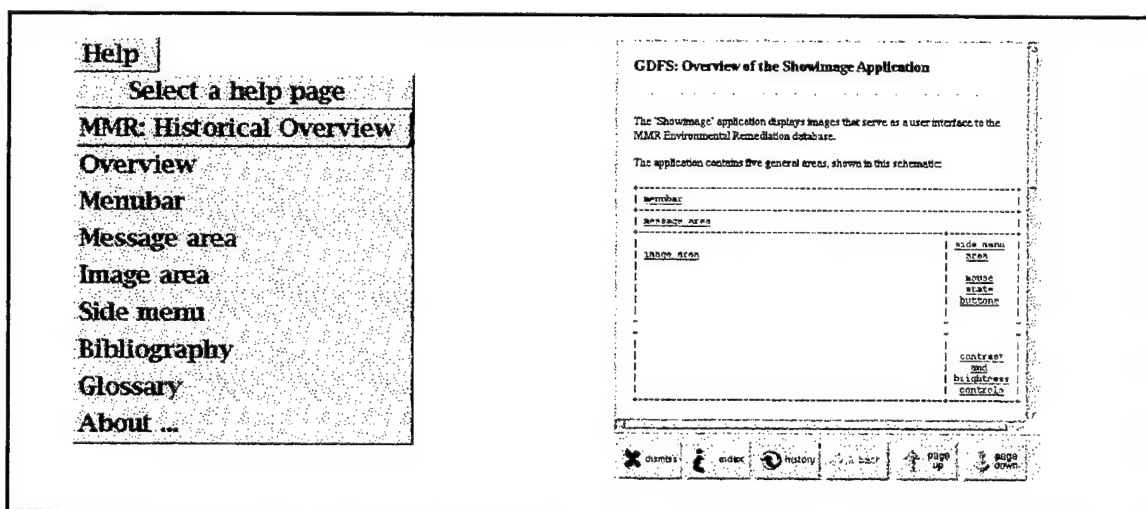 Help
Select a help page
MMR: Historical Overview
Overview
Menubar
Message area
Image area
Side menu
Bibliography
Glossary
About ...
GDFS: Overview of the ShowImage Application
The 'ShowImage' application displays images that serve as a user interface to the
MMR Environmental Remediation database.
The application contains five general areas, shown in this schematic:
menubar
message area
image area
side menu
area
mouse
state
buttons
contrast
and
brightness
controls
dismiss
index
history
back
page
up
page
down